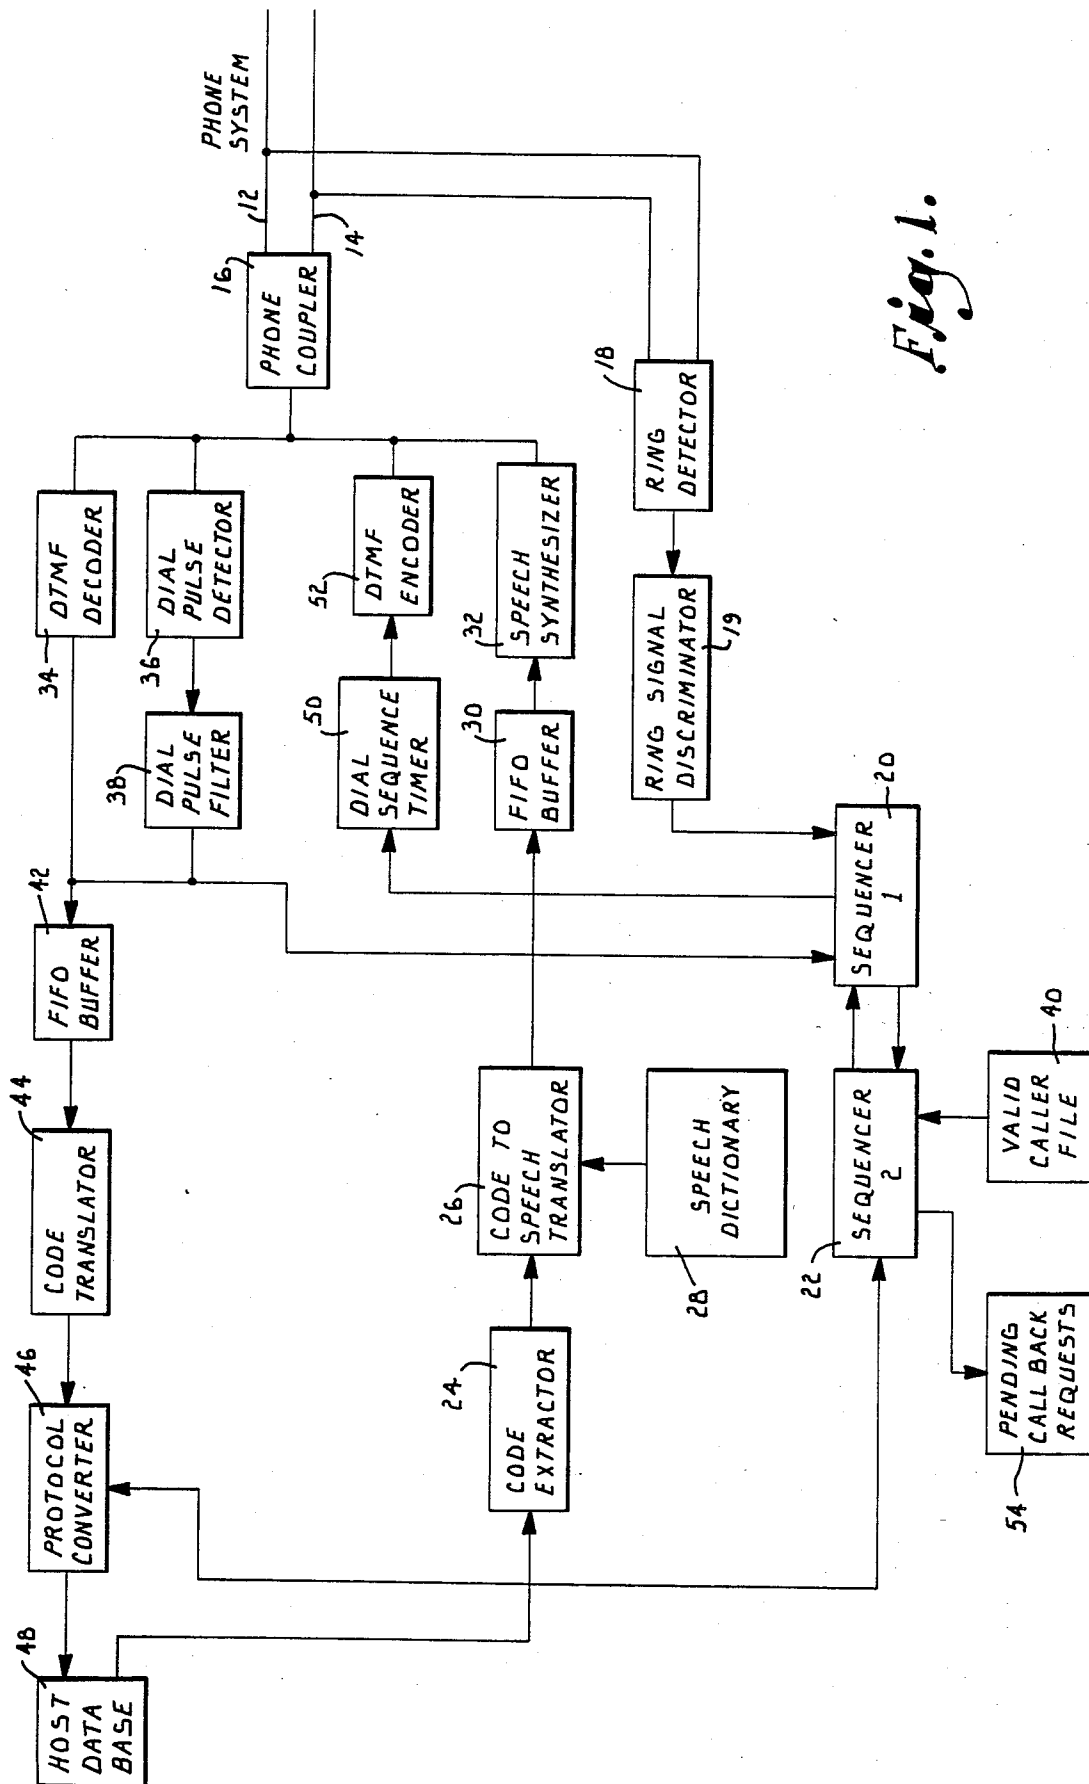 PHONE
SYSTEM
12
14
16
PHONE
COUPLER
34
DTMF
DECODER
36
DIAL
PULSE
DETECTOR
38
DIAL
PULSE
FILTER
52
DTMF
ENCODER
50
DIAL
SEQUENCE
TIMER
32
SPEECH
SYNTHESIZER
30
FIFO
BUFFER
18
RING
DETECTOR
RING SIGNAL
DISCRIMINATOR
19
42
FIFO
BUFFER
44
CODE
TRANSLATOR
46
PROTOCOL
CONVERTER
48
HOST
DATA
BASE
24
CODE
EXTRACTOR
26
CODE TO
SPEECH
TRANSLATOR
28
SPEECH
DICTIONARY
20
SEQUENCER
1
22
SEQUENCER
2
40
VALID
CALLER
FILE
54
PENDING
CALL BACK
REQUESTS
Fig. 1.